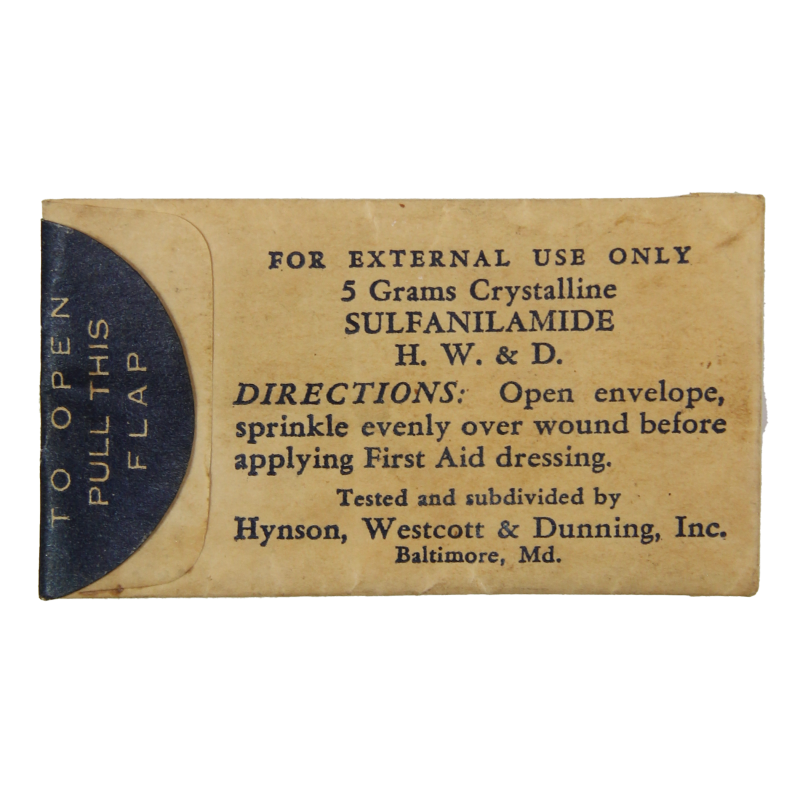 TO OPEN
PULL THIS
FLAP
FOR EXTERNAL USE ONLY
5 Grams Crystalline
SULFANILAMIDE
H. W. & D.
DIRECTIONS: Open envelope,
sprinkle evenly over wound before
applying First Aid dressing.
Tested and subdivided by
Hynson, Westcott & Dunning, Inc.
Baltimore, Md.